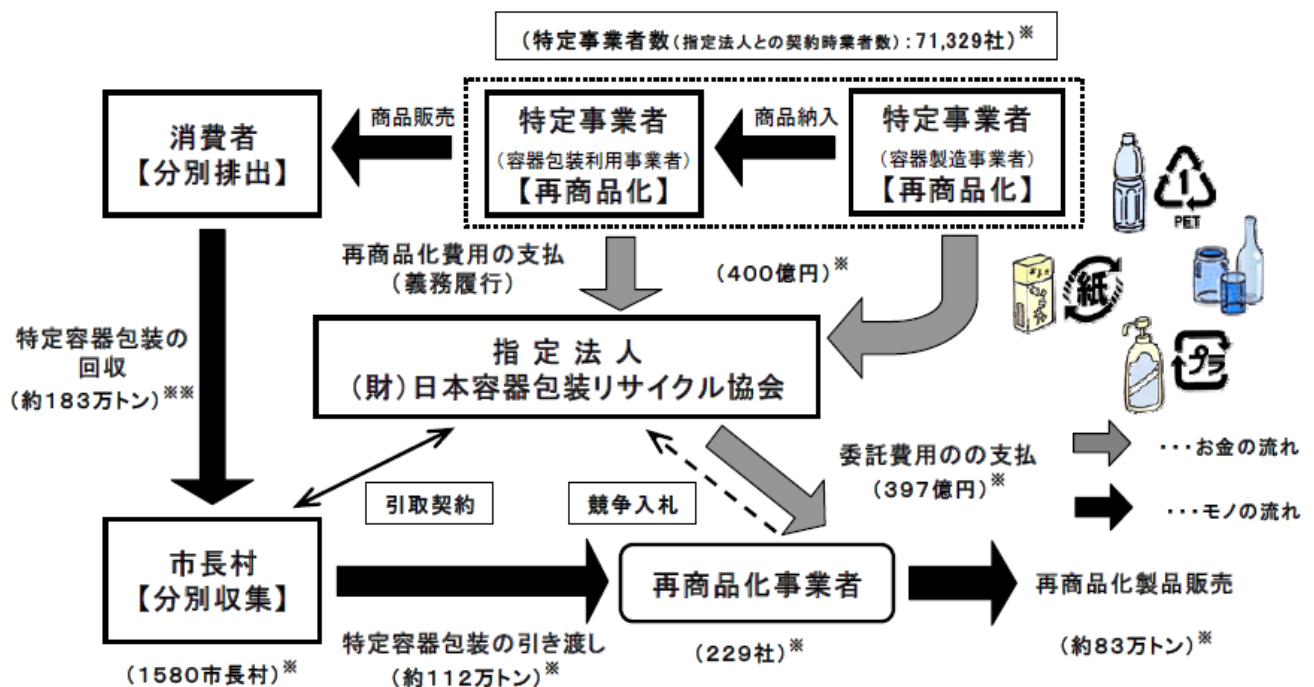 （特定事業者数（指定法人との契約時業者数）：71,329社）※
消費者
【分別排出】
商品販売
特定事業者
（容器包装利用事業者）
【再商品化】
商品納入
特定事業者
（容器製造事業者）
【再商品化】
1
PET
再商品化費用の支払
（義務履行）
（400億円）※
紙
プラ
特定容器包装の
回収
（約183万トン）※※
指定法人
（財）日本容器包装リサイクル協会
委託費用のの支払
（397億円）※
・・・お金の流れ
・・・モノの流れ
引取契約
競争入札
市長村
【分別収集】
（1580市長村）※
特定容器包装の引き渡し
（約112万トン）※
再商品化事業者
（229社）※
再商品化製品販売
（約83万トン）※